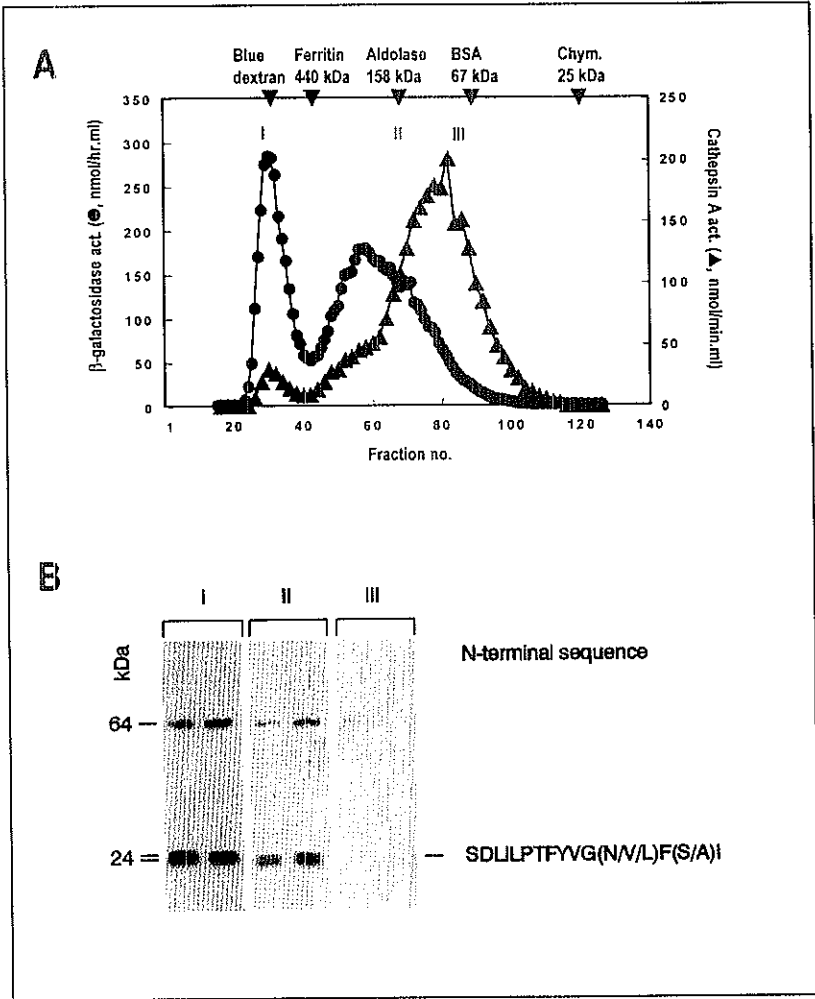 A
Blue Ferritin Aldolase BSA Chym.
dextran 440 kDa 158 kDa 67 kDa 25 kDa
350 250
I II III
300
200
250
200 150
150 100
100
50
50
0 0
1 20 40 60 80 100 120 140
Fraction no.
β-galactosidase act. (●, nmol/hr.ml)
Cathepsin A act. (▲, nmol/min.ml)
B
I II III
kDa
N-terminal sequence
64
24 SDLILPTFYVG(N/V/L)F(S/A)I